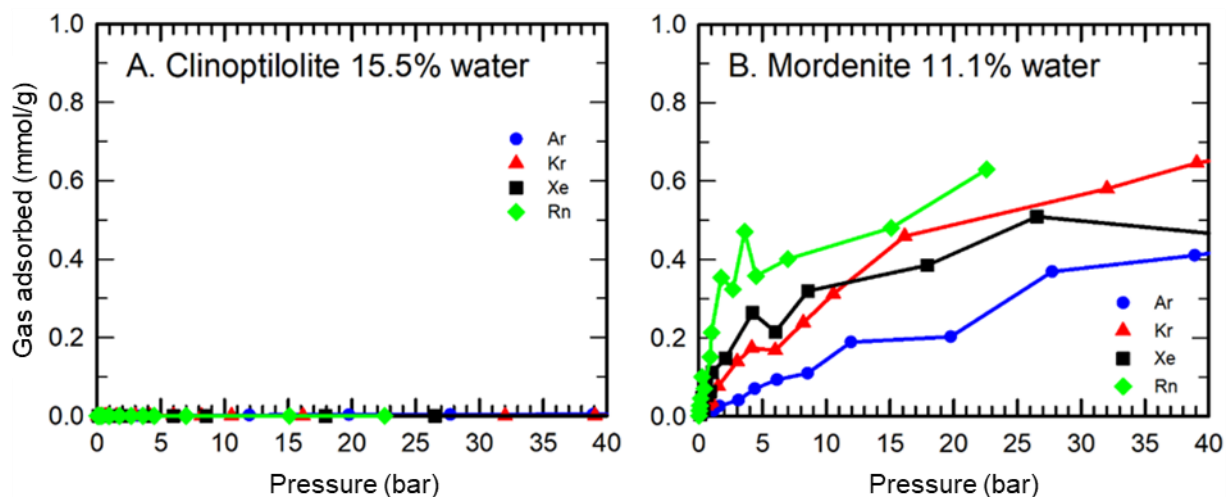 A. Clinoptilolite 15.5% water
Gas adsorbed (mmol/g)
1.0
0.8
0.6
0.4
0.2
0.0
Ar
Kr
Xe
Rn
0 5 10 15 20 25 30 35 40
Pressure (bar)
B. Mordenite 11.1% water
1.0
0.8
0.6
0.4
0.2
0.0
Ar
Kr
Xe
Rn
0 5 10 15 20 25 30 35 40
Pressure (bar)